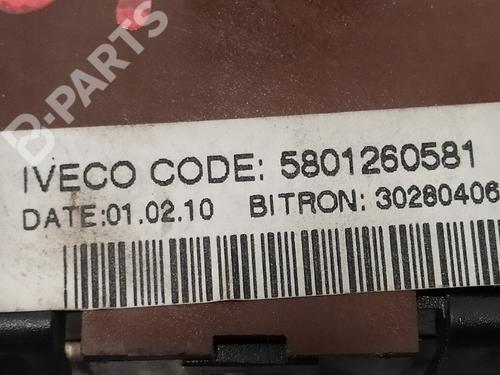 B-PARTS
IVECO CODE: 5801260581
DATE:01.02.10 BITRON: 30280406